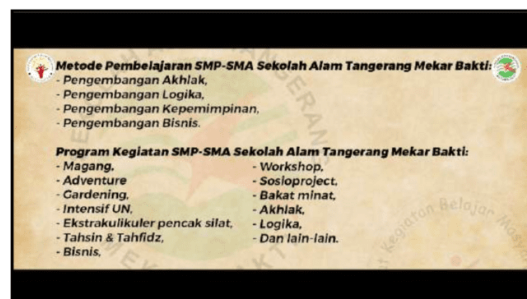 Metode Pembelajaran SMP-SMA Sekolah Alam Tangerang Mekar Bakti:
- Pengembangan Akhlak,
- Pengembangan Logika,
- Pengembangan Kepemimpinan,
- Pengembangan Bisnis.
Program Kegiatan SMP-SMA Sekolah Alam Tangerang Mekar Bakti:
- Magang,
- Adventure
- Gardening,
- Intensif UN,
- Ekstrakulikuler pencak silat,
- Tahsin & Tahfidz,
- Bisnis,
- Workshop,
- Sosioproject,
- Bakat minat,
- Akhlak,
- Logika,
- Dan lain-lain.